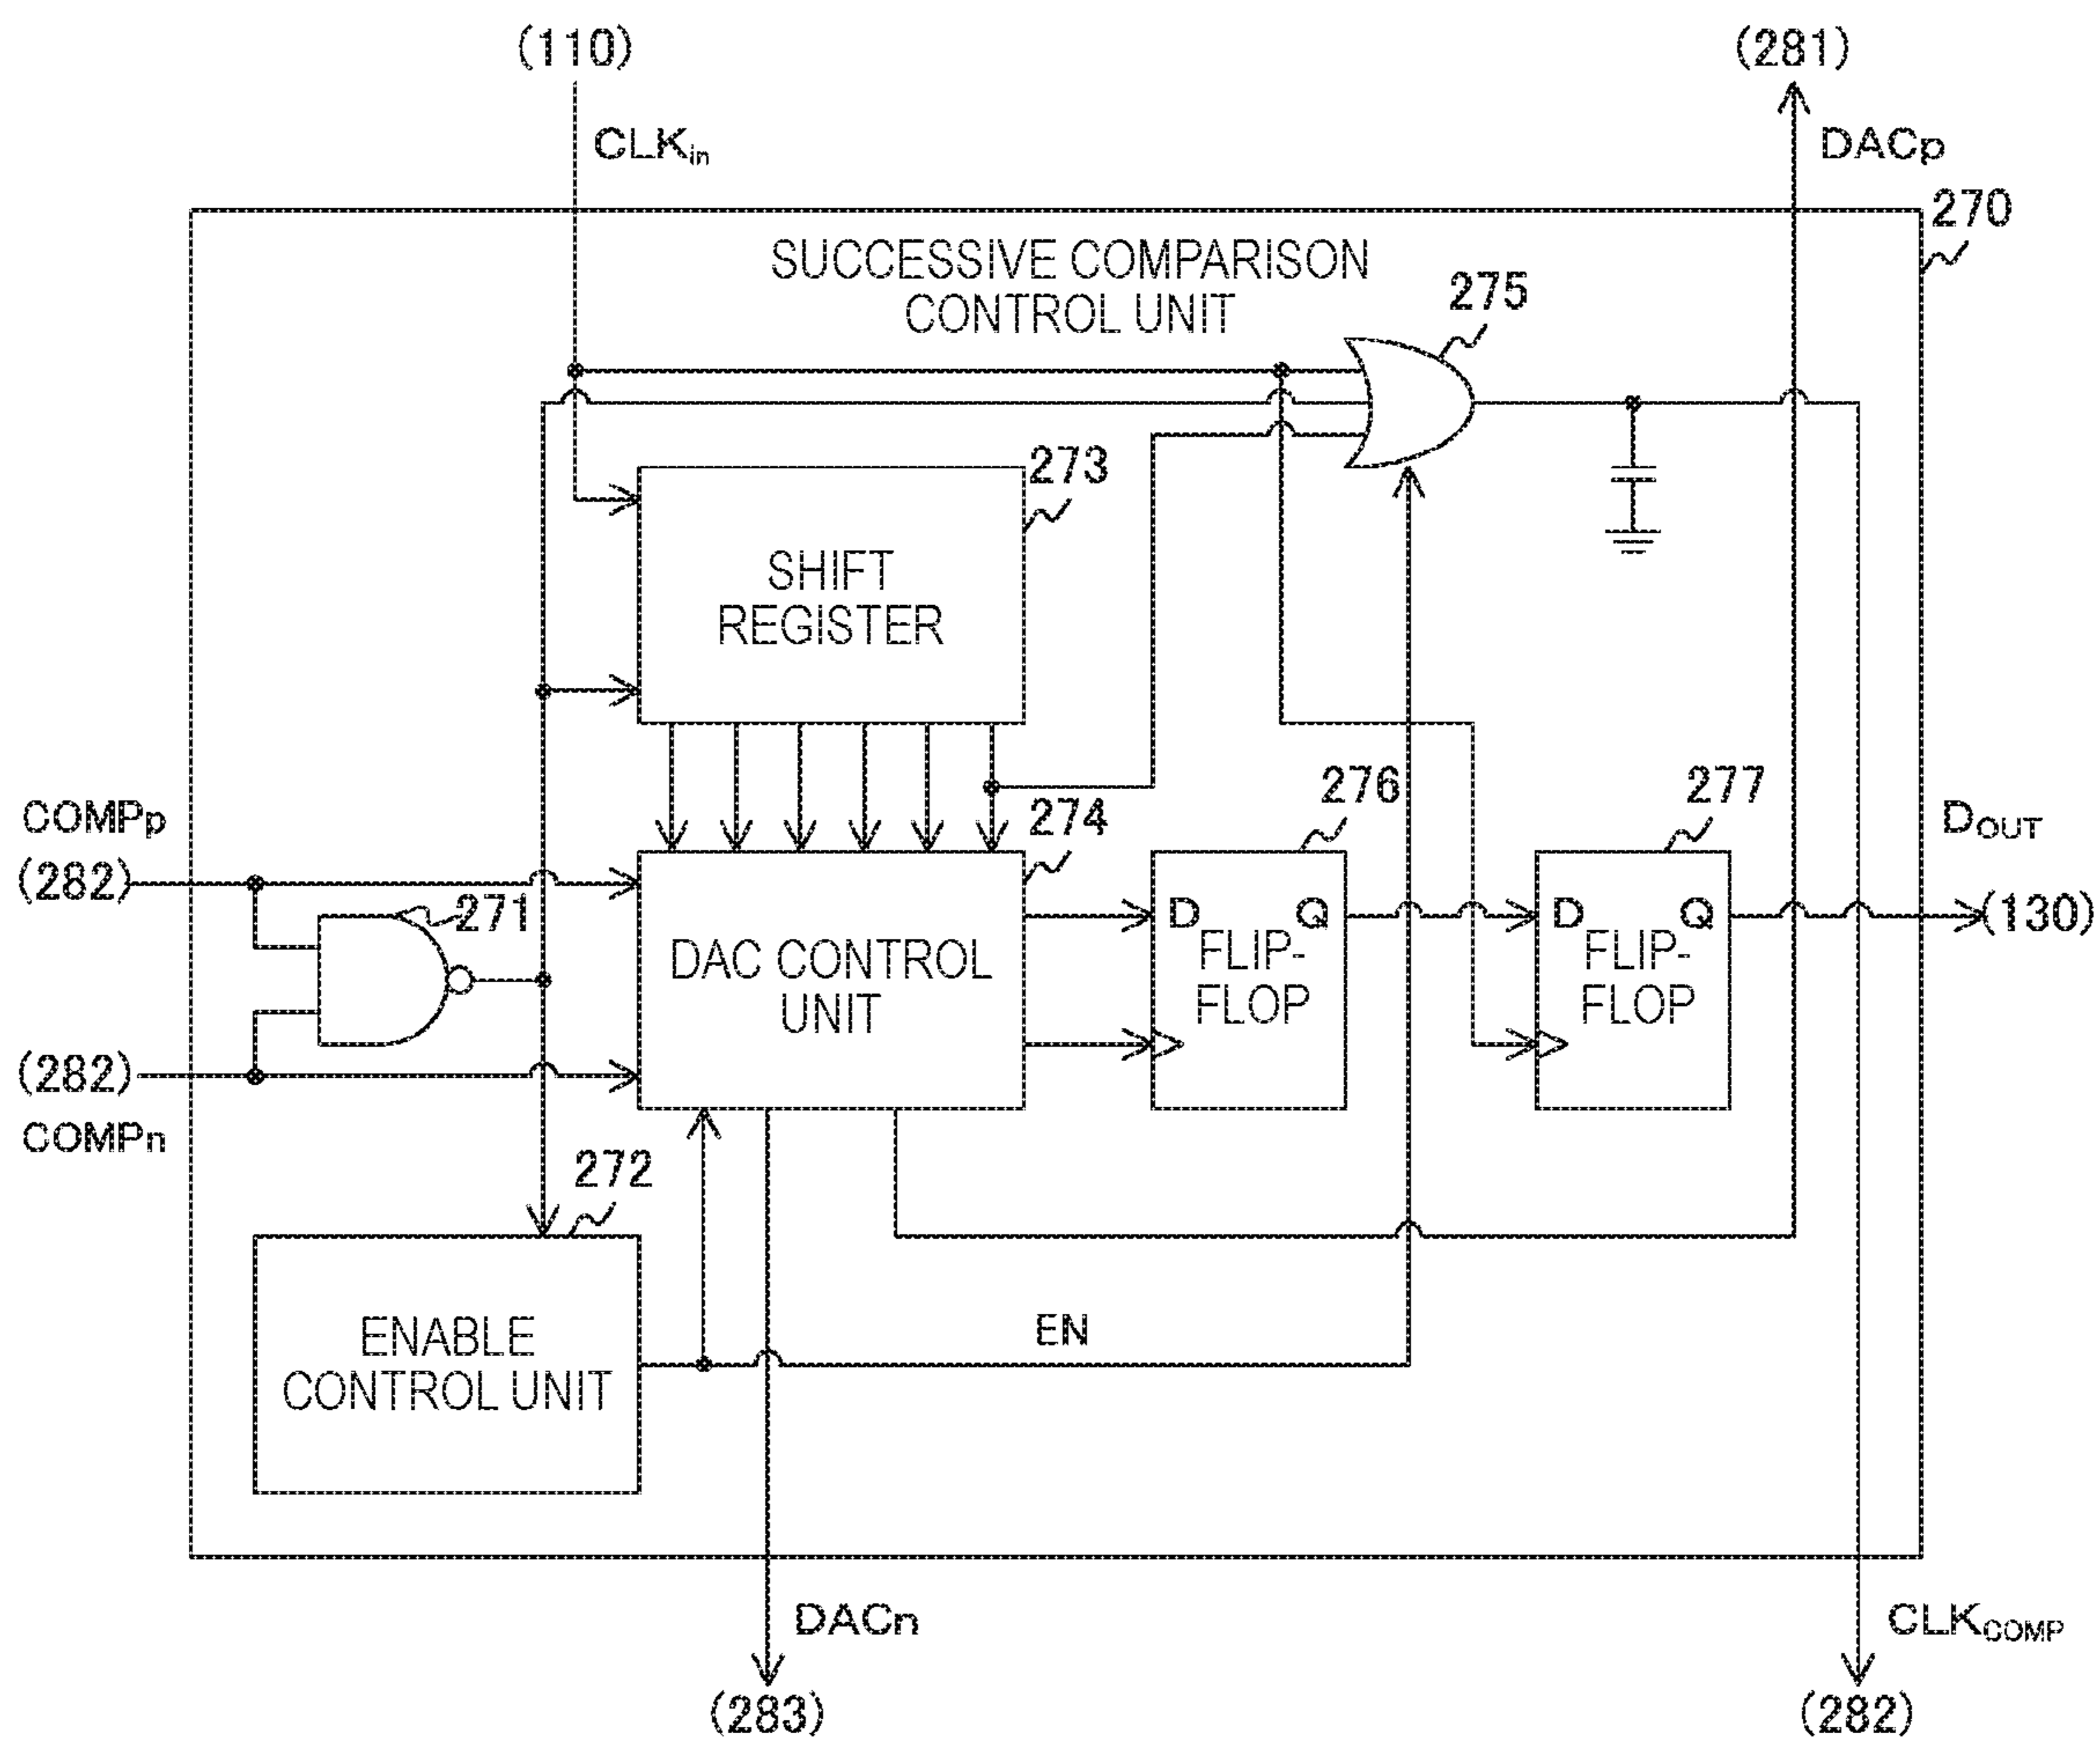 (110)
(281)
CLKin
DACp
270
SUCCESSIVE COMPARISON
CONTROL UNIT
275
273
SHIFT
REGISTER
COMPp
(282)
274
276
277
DOUT
271
DAC CONTROL
UNIT
D Q
FLIP-
FLOP
D Q
FLIP-
FLOP
(130)
(282)
COMPn
272
ENABLE
CONTROL UNIT
EN
DACn
CLKCOMP
(283)
(282)